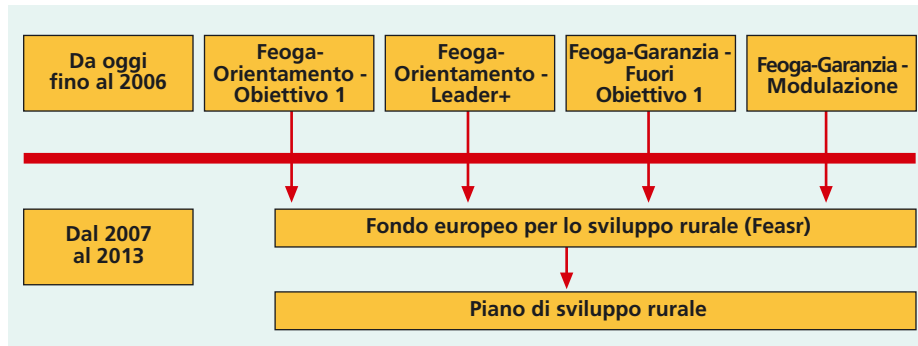 Da oggi
fino al 2006
Feoga-
Orientamento -
Obiettivo 1
Feoga-
Orientamento -
Leader+
Feoga-Garanzia -
Fuori
Obiettivo 1
Feoga-Garanzia -
Modulazione
Dal 2007
al 2013
Fondo europeo per lo sviluppo rurale (Feasr)
Piano di sviluppo rurale